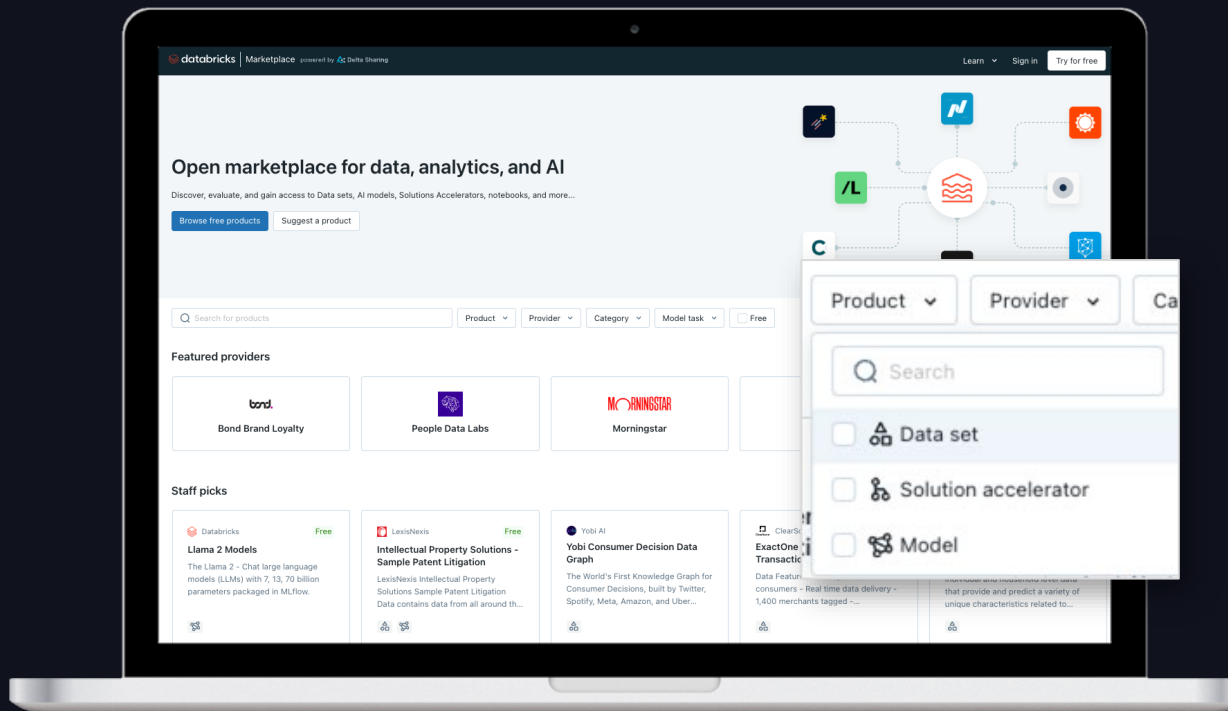 databricks Marketplace powered by Delta Sharing
Learn Sign in Try for free
Open marketplace for data, analytics, and AI
Discover, evaluate, and gain access to Data sets, AI models, Solutions Accelerators, notebooks, and more...
Browse free products Suggest a product
/L
C
Search for products Product Provider Category Model task Free
Featured providers
bond.
Bond Brand Loyalty
People Data Labs
MORNINGSTAR
Morningstar
Staff picks
Databricks Free
Llama 2 Models
The Llama 2 - Chat large language
models (LLMs) with 7, 13, 70 billion
parameters packaged in MLflow.
LexisNexis Free
Intellectual Property Solutions -
Sample Patent Litigation
LexisNexis Intellectual Property
Solutions Sample Patent Litigation
Data contains data from all around th...
Yobi AI
Yobi Consumer Decision Data
Graph
The World's First Knowledge Graph for
Consumer Decisions, built by Twitter,
Spotify, Meta, Amazon, and Uber...
ExactOne
consumers - Real time data delivery -
1,400 merchants tagged -...
that provide and predict a variety of
unique characteristics related to...
Product Provider
Search
Data set
Solution accelerator
Model